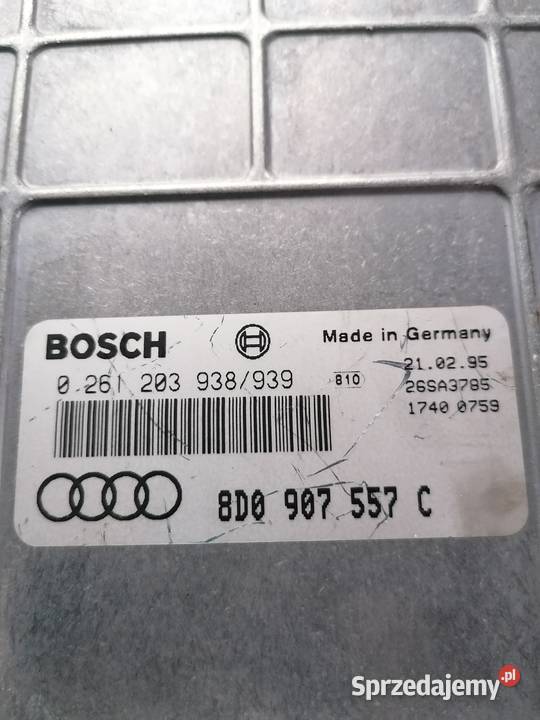 BOSCH
Made in Germany
0 261 203 938/939
810
21.02.95
26SA3785
1740 0759
8D0 907 557 C
Sprzedajemy.pl